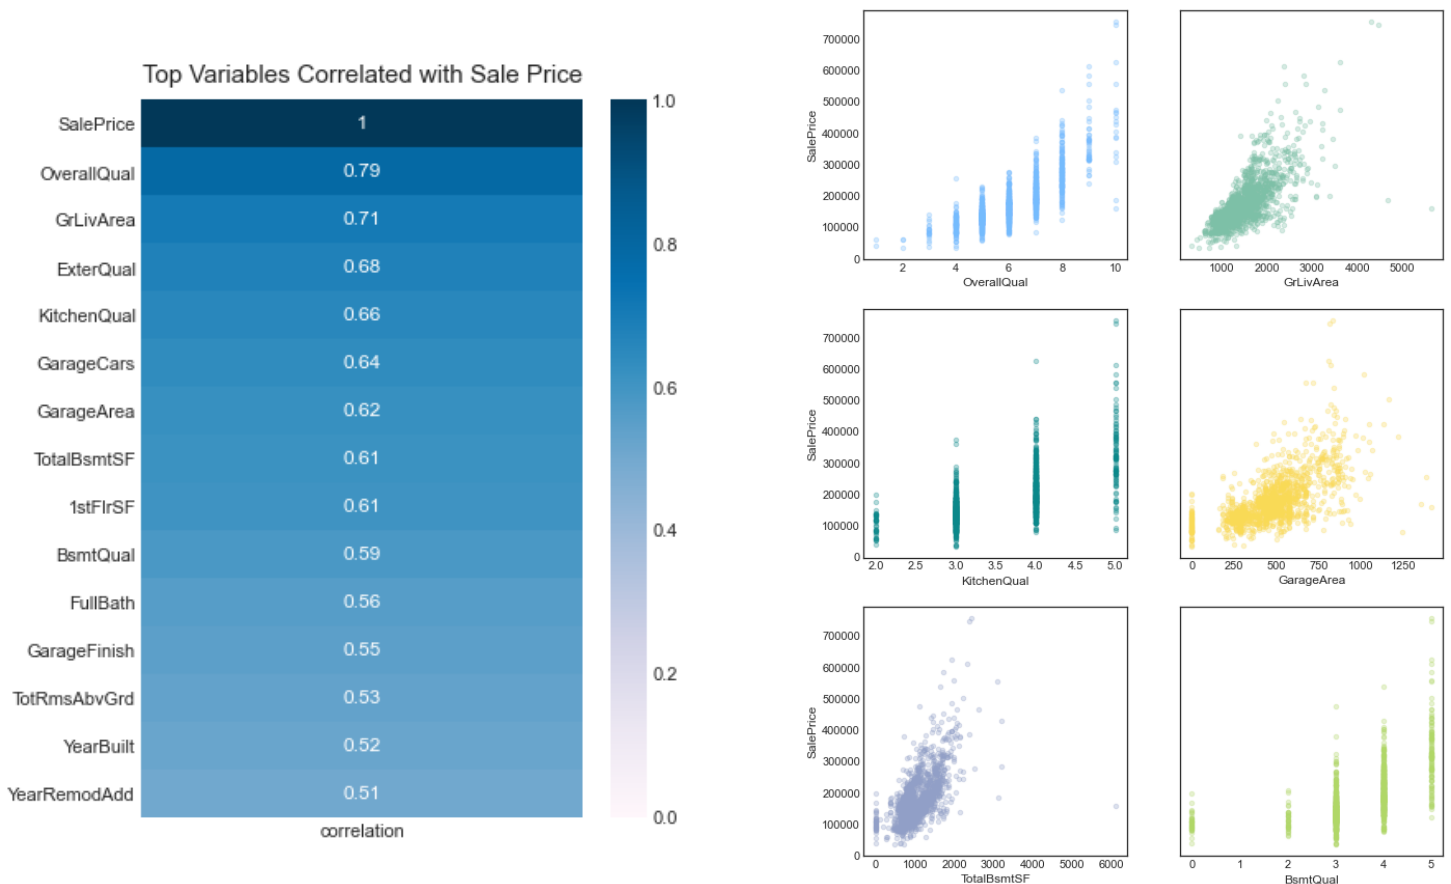 Top Variables Correlated with Sale Price
SalePrice
1
OverallQual
0.79
GrLivArea
0.71
ExterQual
0.68
KitchenQual
0.66
GarageCars
0.64
GarageArea
0.62
TotalBsmtSF
0.61
1stFlrSF
0.61
BsmtQual
0.59
FullBath
0.56
GarageFinish
0.55
TotRmsAbvGrd
0.53
YearBuilt
0.52
YearRemodAdd
0.51
correlation
1.0
0.8
0.6
0.4
0.2
0.0
SalePrice
700000
600000
500000
400000
300000
200000
100000
0
2 4 6 8 10
OverallQual
1000 2000 3000 4000 5000
GrLivArea
SalePrice
700000
600000
500000
400000
300000
200000
100000
0
2.0 2.5 3.0 3.5 4.0 4.5 5.0
KitchenQual
0 250 500 750 1000 1250
GarageArea
SalePrice
700000
600000
500000
400000
300000
200000
100000
0
0 1000 2000 3000 4000 5000 6000
TotalBsmtSF
0 1 2 3 4 5
BsmtQual